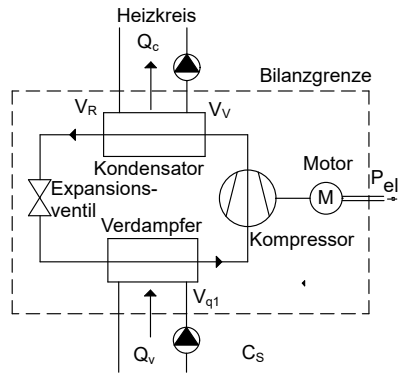 Heizkreis
Q_c
Bilanzgrenze
V_R
V_V
Kondensator
Motor
P_el
Expansions-
ventil
M
Verdampfer
Kompressor
V_q1
Q_v
C_S